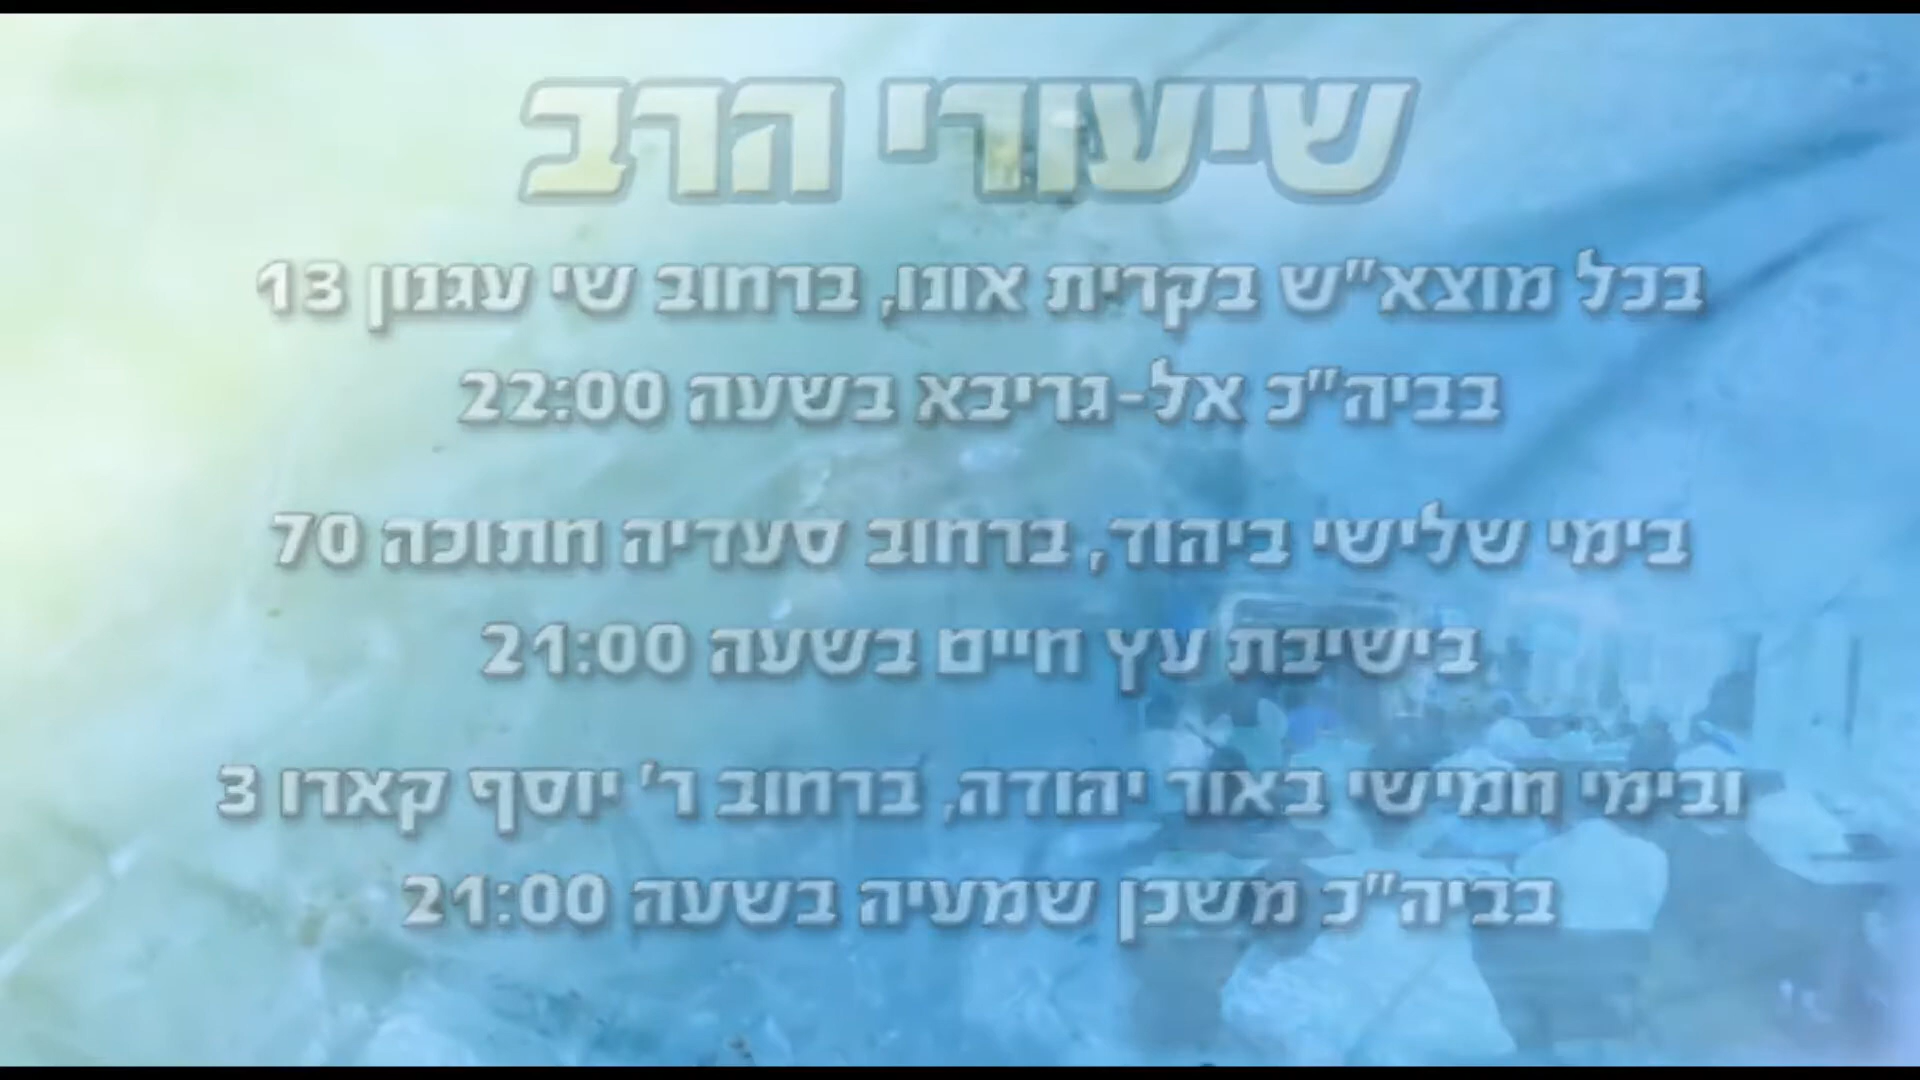 שיעורי הרב
בכל מוצא"ש בקרית אונו, ברחוב שי עגנון 13
בביה"כ אל-גריבא בשעה 22:00
בימי שלישי ביהוד, ברחוב סעדיה חתוכה 70
בישיבת עץ חיים בשעה 21:00
ובימי חמישי באור יהודה, ברחוב ר' יוסף קארו 3
בביה"כ משכן שמעיה בשעה 21:00